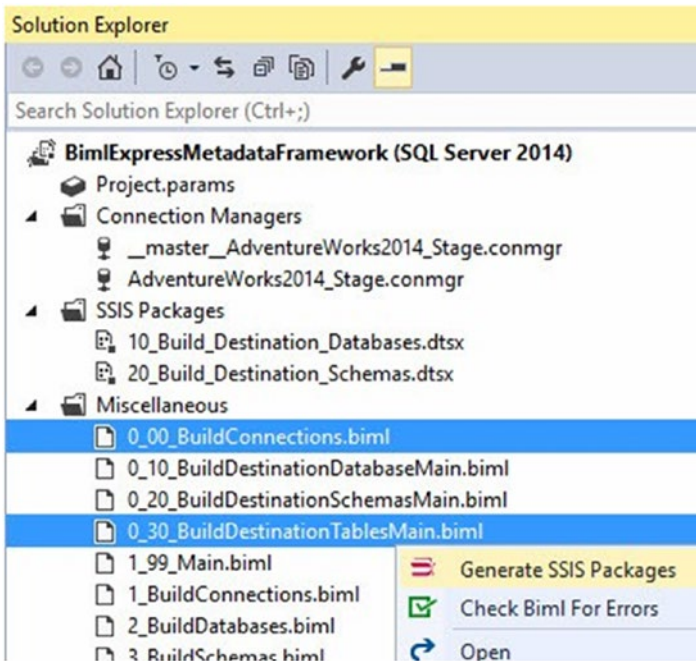 Solution Explorer
Search Solution Explorer (Ctrl+;)
BimlExpressMetadataFramework (SQL Server 2014)
Project.params
Connection Managers
__master__AdventureWorks2014_Stage.conmgr
AdventureWorks2014_Stage.conmgr
SSIS Packages
10_Build_Destination_Databases.dtsx
20_Build_Destination_Schemas.dtsx
Miscellaneous
0_00_BuildConnections.biml
0_10_BuildDestinationDatabaseMain.biml
0_20_BuildDestinationSchemasMain.biml
0_30_BuildDestinationTablesMain.biml
1_99_Main.biml
Generate SSIS Packages
1_BuildConnections.biml
Check Biml For Errors
2_BuildDatabases.biml
3_BuildSchemas.biml
Open